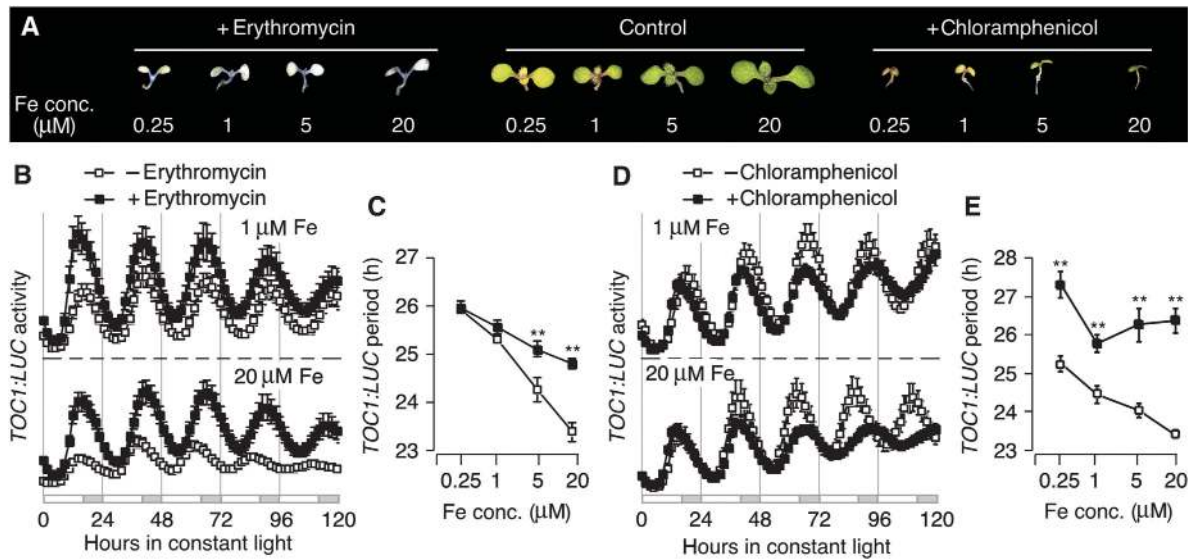 A
+ Erythromycin
Control
+ Chloramphenicol
Fe conc.
(μM)
0.25 1 5 20
0.25 1 5 20
0.25 1 5 20
B
– Erythromycin
+ Erythromycin
1 μM Fe
20 μM Fe
TOC1:LUC activity
0 24 48 72 96 120
Hours in constant light
C
TOC1:LUC period (h)
27
26
25
24
23
**
**
0.25 1 5 20
Fe conc. (μM)
D
– Chloramphenicol
+ Chloramphenicol
1 μM Fe
20 μM Fe
TOC1:LUC activity
0 24 48 72 96 120
Hours in constant light
E
TOC1:LUC period (h)
28
27
26
25
24
23
**
**
**
**
0.25 1 5 20
Fe conc. (μM)